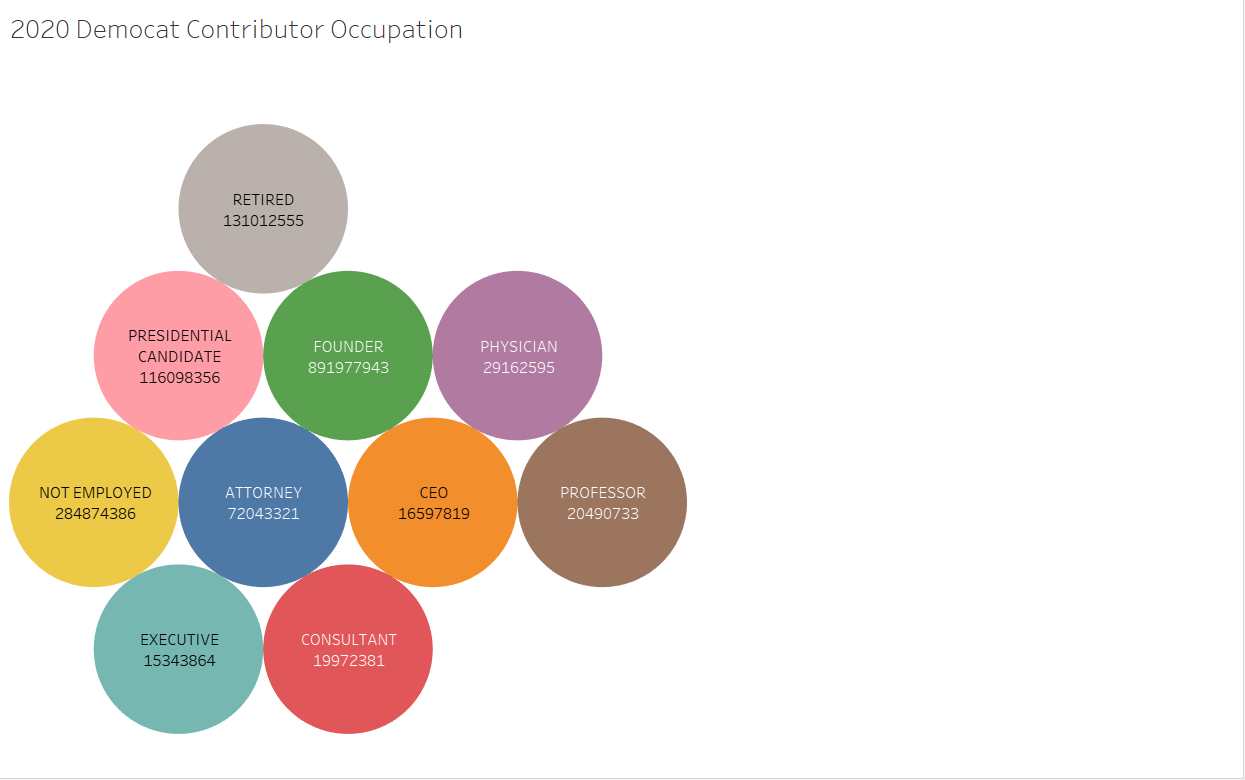 2020 Democat Contributor Occupation
RETIRED
131012555
PRESIDENTIAL
CANDIDATE
116098356
FOUNDER
891977943
PHYSICIAN
29162595
NOT EMPLOYED
284874386
ATTORNEY
72043321
CEO
16597819
PROFESSOR
20490733
EXECUTIVE
15343864
CONSULTANT
19972381